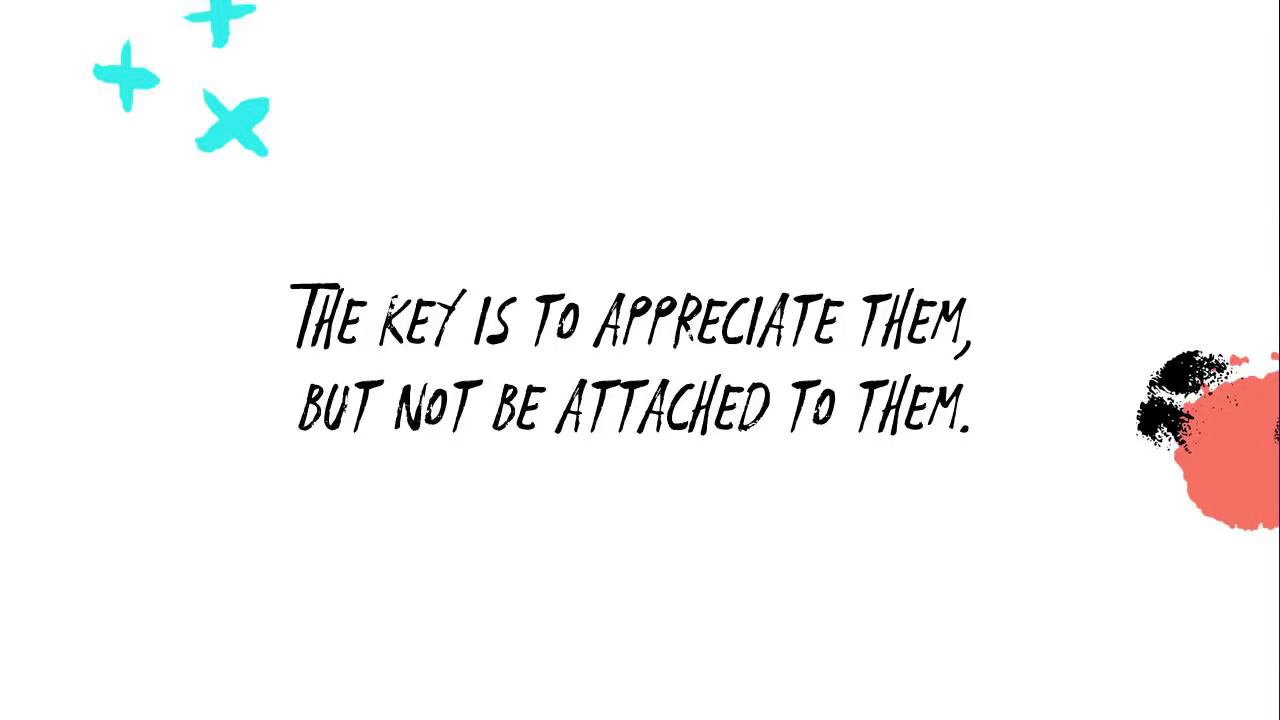 THE KEY IS TO APPRECIATE THEM,
BUT NOT BE ATTACHED TO THEM.